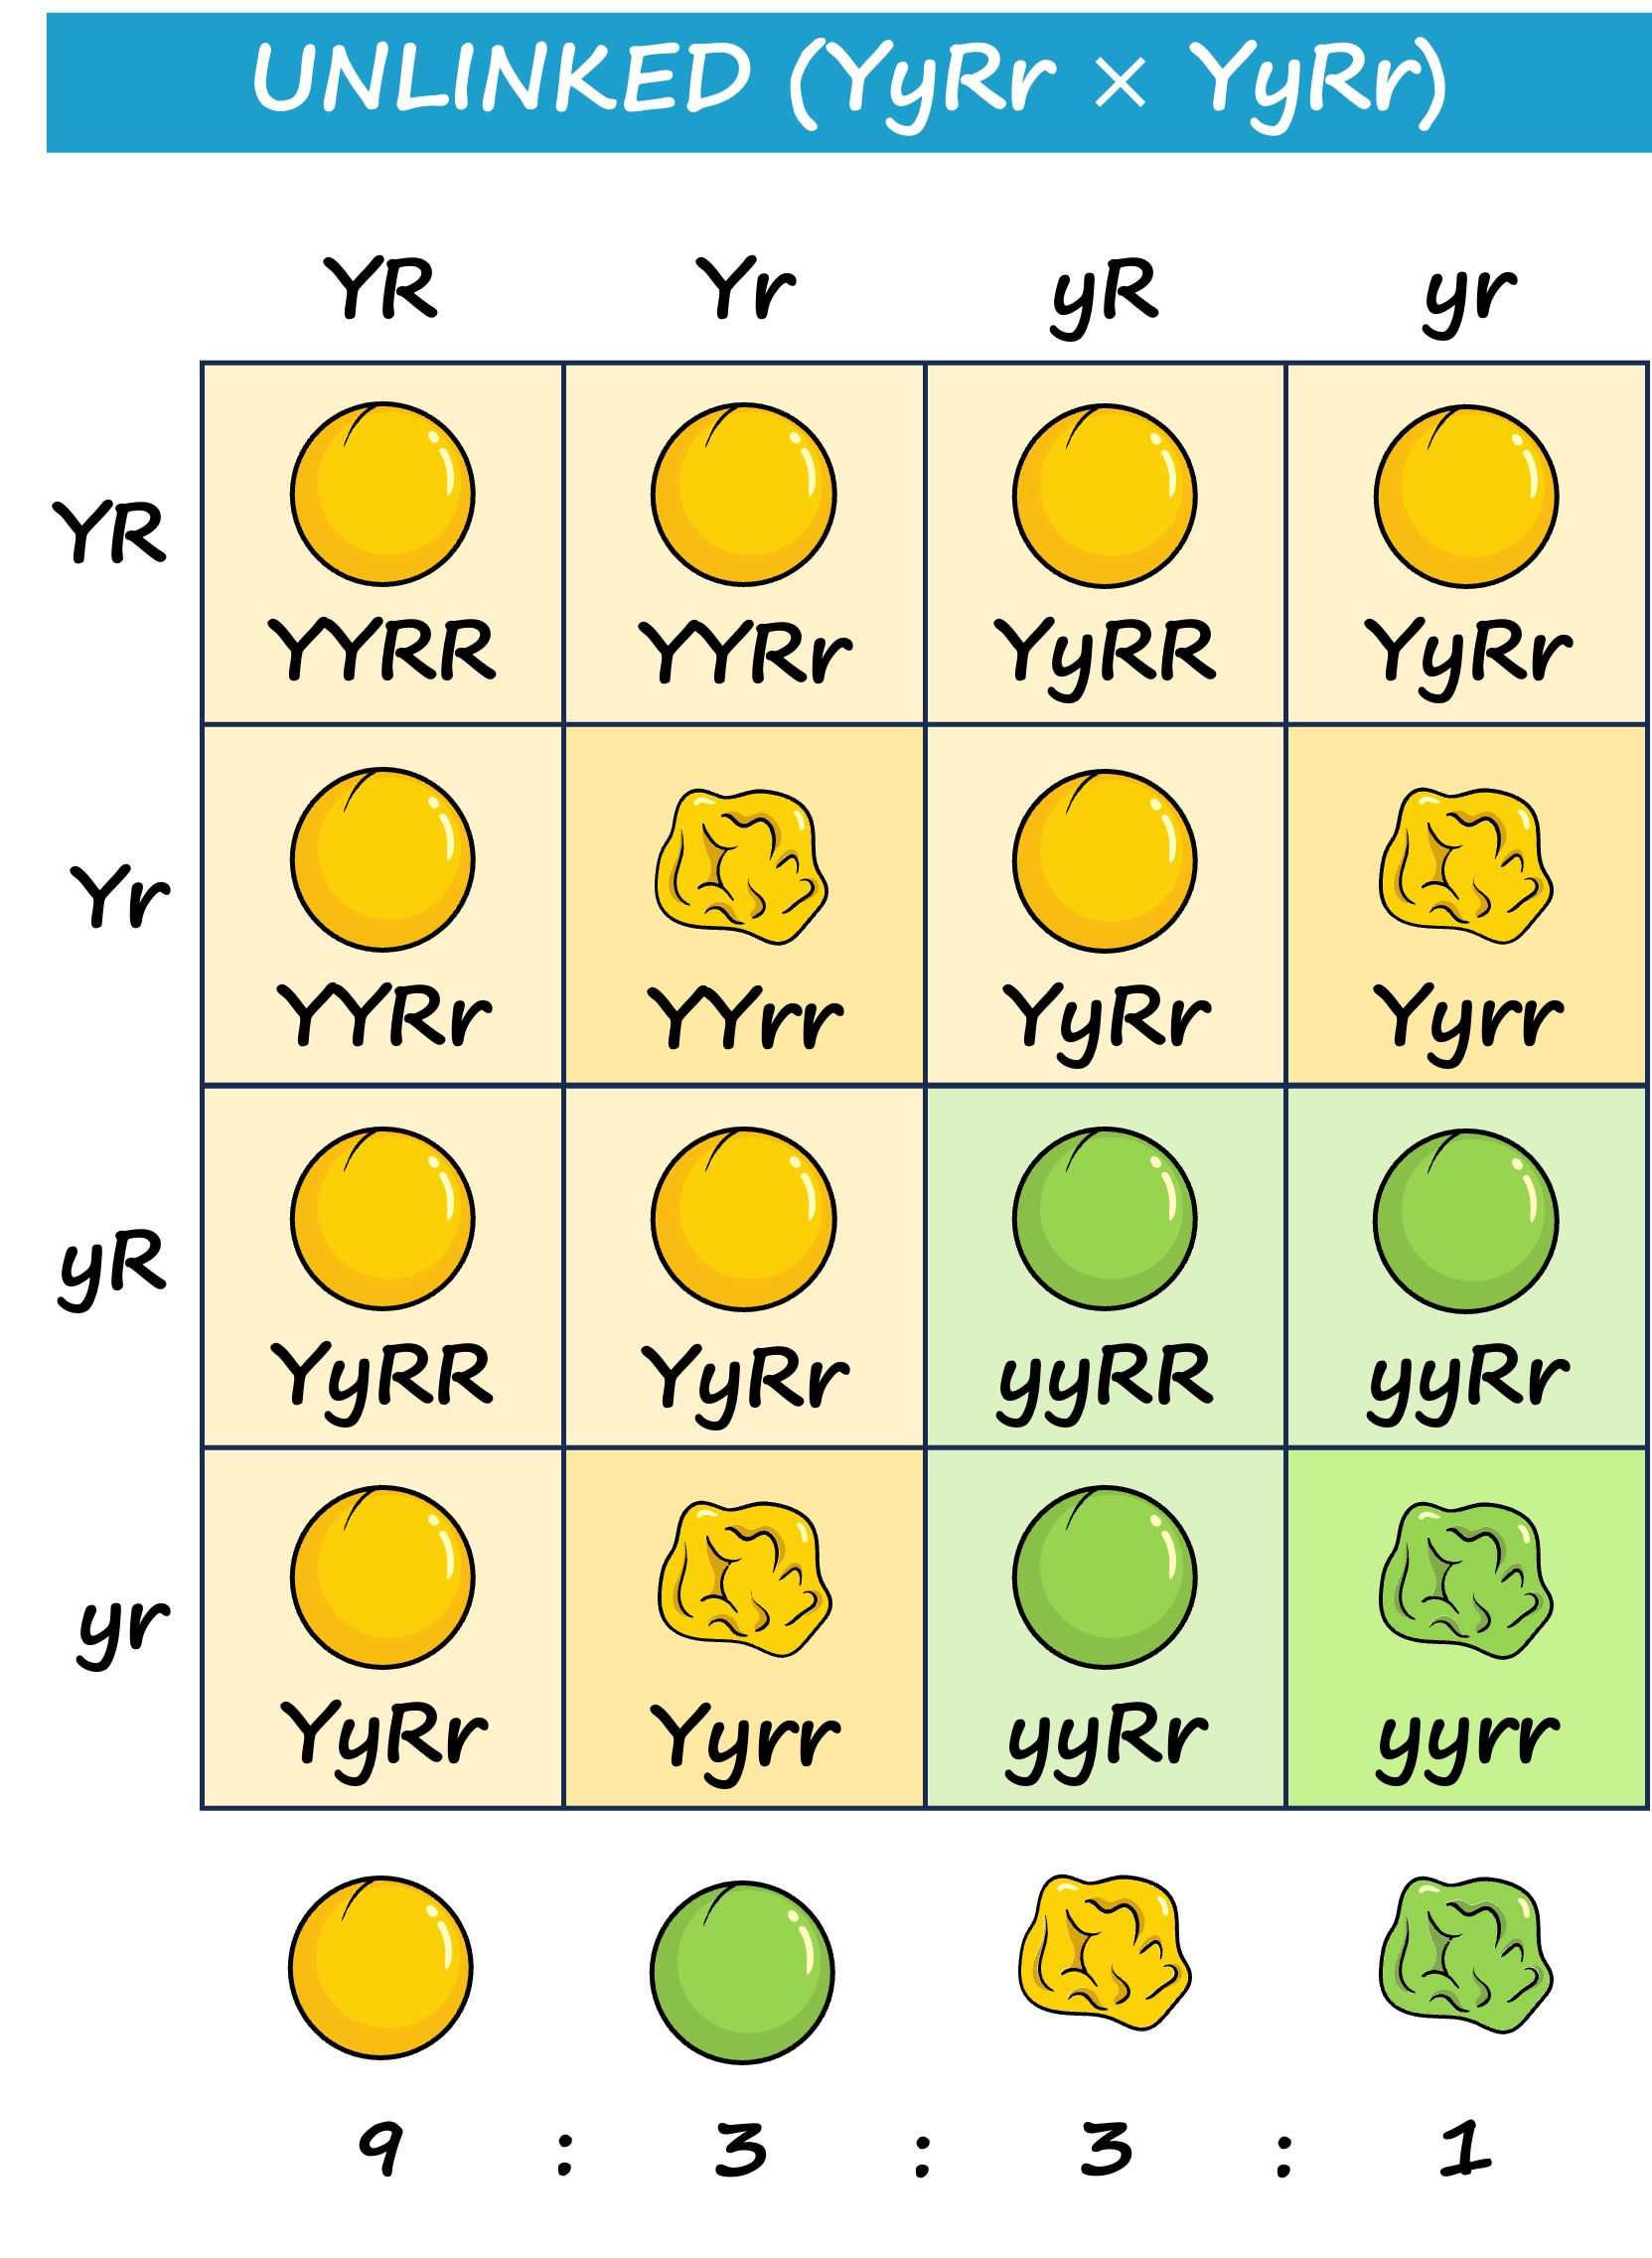 UNLINKED (YyRr × YyRr)
YR Yr yR yr
YR
YYRR YYRr YyRR YyRr
Yr
YYRr YYrr YyRr Yyrr
yR
YyRR YyRr yyRR yyRr
yr
YyRr Yyrr yyRr yyrr
9 : 3 : 3 : 1